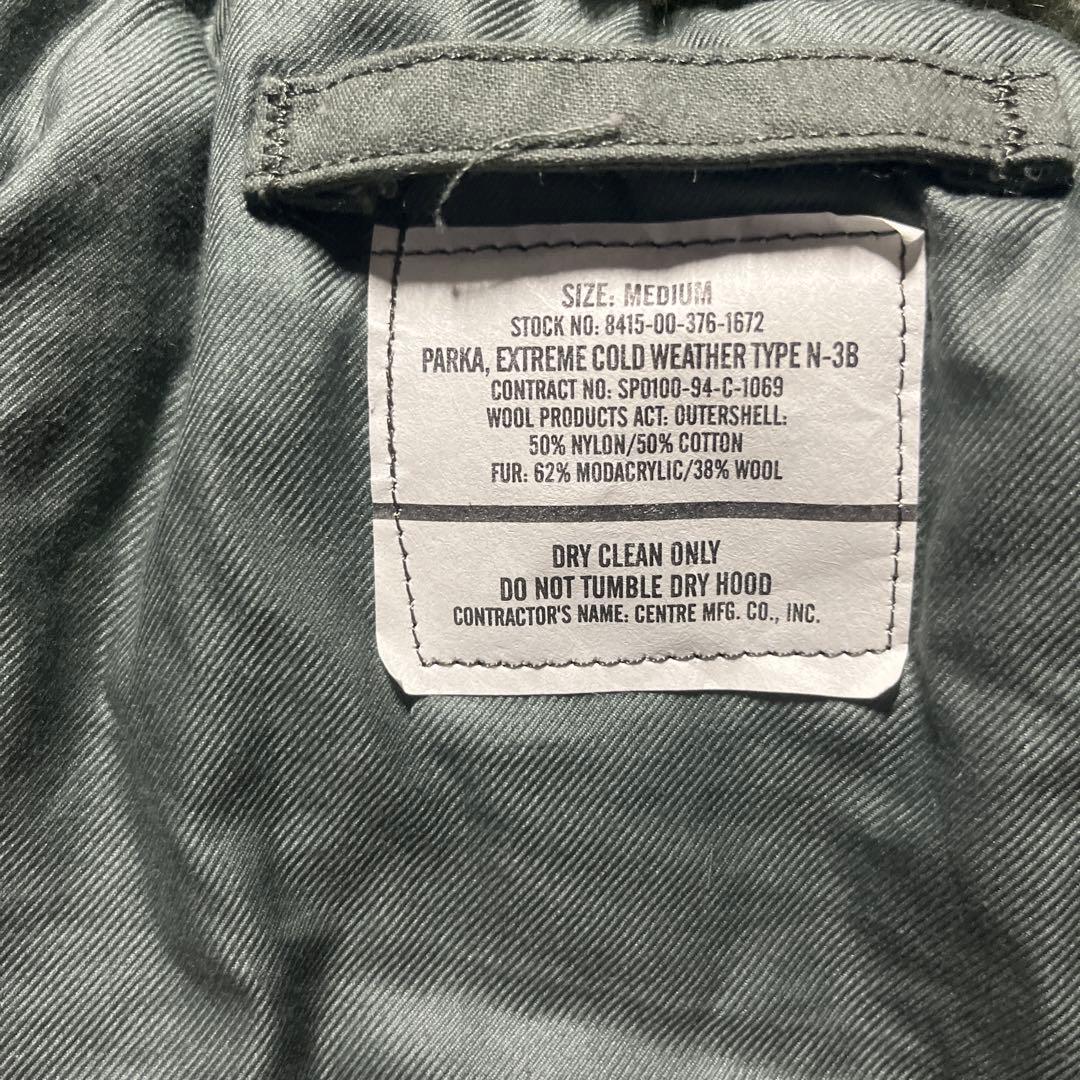 SIZE: MEDIUM
STOCK NO: 8415-00-376-1672
PARKA, EXTREME COLD WEATHER TYPE N-3B
CONTRACT NO: SP0100-94-C-1069
WOOL PRODUCTS ACT: OUTERSHELL:
50% NYLON/50% COTTON
FUR: 62% MODACRYLIC/38% WOOL
DRY CLEAN ONLY
DO NOT TUMBLE DRY HOOD
CONTRACTOR'S NAME: CENTRE MFG. CO., INC.